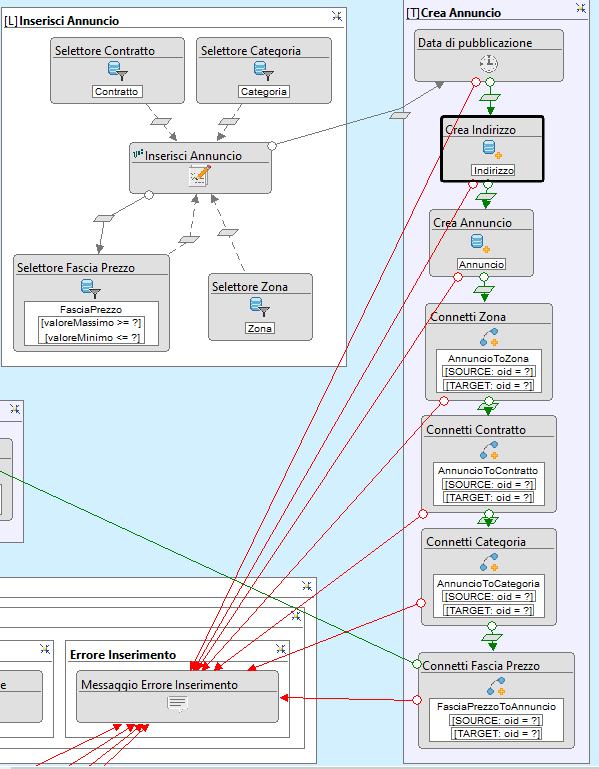 [L]Inserisci Annuncio
Selettore Contratto
Contratto
Selettore Categoria
Categoria
Inserisci Annuncio
Selettore Fascia Prezzo
FasciaPrezzo
[valoreMassimo >= ?]
[valoreMinimo <= ?]
Selettore Zona
Zona
[T]Crea Annuncio
Data di pubblicazione
Crea Indirizzo
Indirizzo
Crea Annuncio
Annuncio
Connetti Zona
AnnuncioToZona
[SOURCE: oid = ?]
[TARGET: oid = ?]
Connetti Contratto
AnnuncioToContratto
[SOURCE: oid = ?]
[TARGET: oid = ?]
Connetti Categoria
AnnuncioToCategoria
[SOURCE: oid = ?]
[TARGET: oid = ?]
Connetti Fascia Prezzo
FasciaPrezzoToAnnuncio
[SOURCE: oid = ?]
[TARGET: oid = ?]
Errore Inserimento
Messaggio Errore Inserimento
e